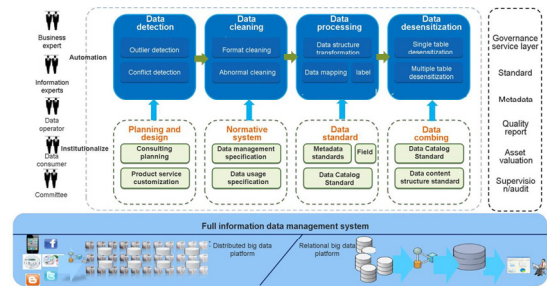 Business
expert
Information
experts
Data
operator
Data
consumer
Committee
Automation
Institutionalize
Data
detection
Outlier detection
Conflict detection
Data
cleaning
Format cleaning
Abnormal cleaning
Data
processing
Data structure
transformation
Data mapping
label
Data
desensitization
Single table
desensitization
Multiple table
desensitization
Planning and
design
Consulting
planning
Product service
customization
Normative
system
Data management
specification
Data usage
specification
Data
standard
Metadata
standards
Field
Data Catalog
Standard
Data
combing
Data Catalog
Standard
Data content
structure standard
Governance
service layer
Standard
Metadata
Quality
report
Asset
valuation
Supervisio
n/audit
Full information data management system
Distributed big data
platform
Relational big data
platform